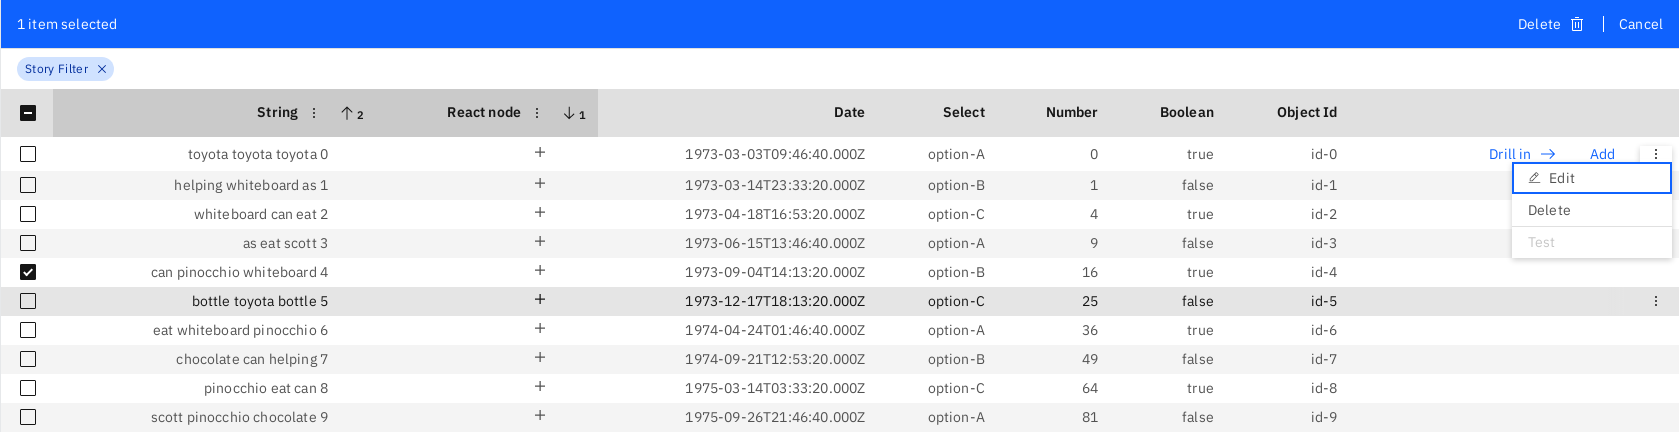 1 item selected Delete Cancel
Story Filter
String 2 React node 1 Date Select Number Boolean Object Id
toyota toyota toyota 0 + 1973-03-03T09:46:40.000Z option-A 0 true id-0 Drill in Add
Edit
helping whiteboard as 1 + 1973-03-14T23:33:20.000Z option-B 1 false id-1
whiteboard can eat 2 + 1973-04-18T16:53:20.000Z option-C 4 true id-2 Delete
as eat scott 3 + 1973-06-15T13:46:40.000Z option-A 9 false id-3 Test
can pinocchio whiteboard 4 + 1973-09-04T14:13:20.000Z option-B 16 true id-4
bottle toyota bottle 5 + 1973-12-17T18:13:20.000Z option-C 25 false id-5
eat whiteboard pinocchio 6 + 1974-04-24T01:46:40.000Z option-A 36 true id-6
chocolate can helping 7 + 1974-09-21T12:53:20.000Z option-B 49 false id-7
pinocchio eat can 8 + 1975-03-14T03:33:20.000Z option-C 64 true id-8
scott pinocchio chocolate 9 + 1975-09-26T21:46:40.000Z option-A 81 false id-9